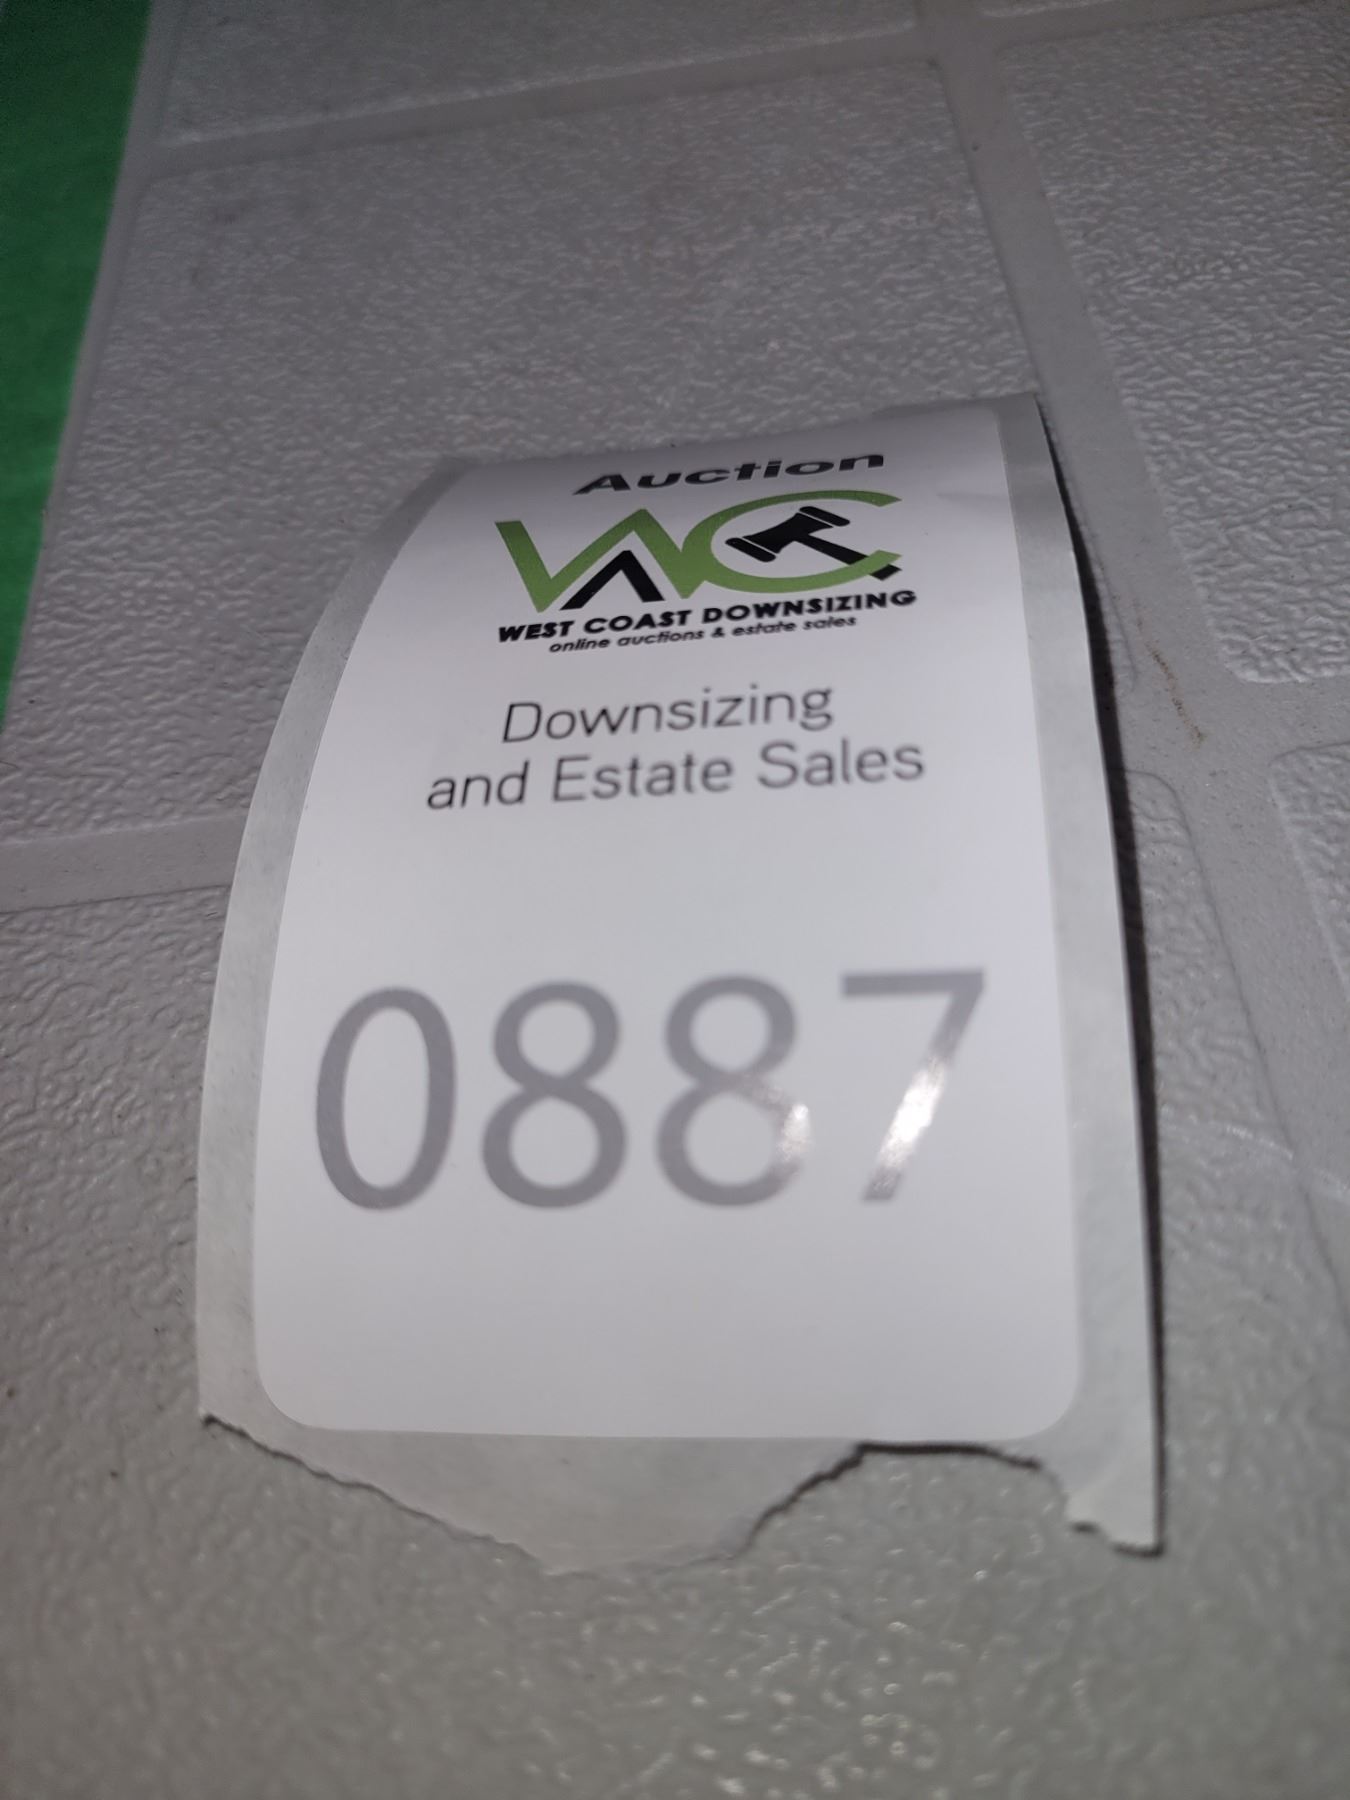 Auction
WC
WEST COAST DOWNSIZING
online auctions & estate sales
Downsizing
and Estate Sales
0887